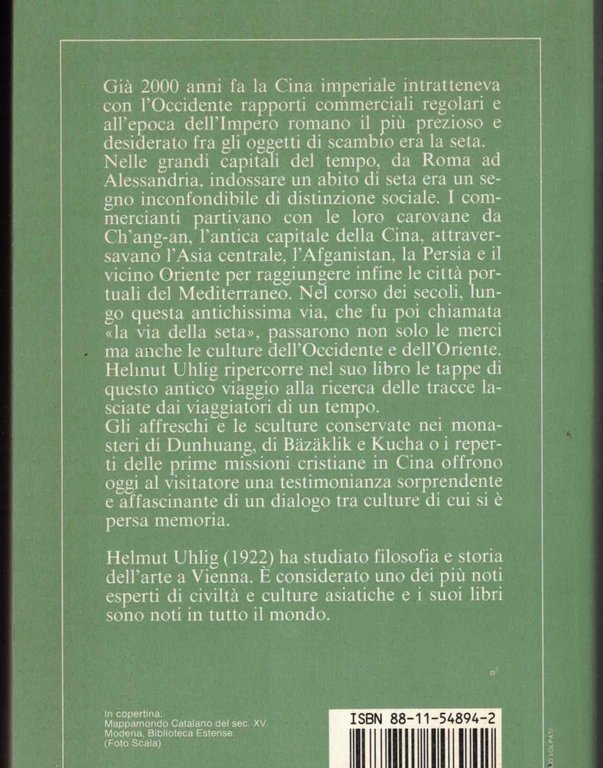 Già 2000 anni fa la Cina imperiale intratteneva
con l'Occidente rapporti commerciali regolari e
all'epoca dell'Impero romano il più prezioso e
desiderato fra gli oggetti di scambio era la seta.
Nelle grandi capitali del tempo, da Roma ad
Alessandria, indossare un abito di seta era un se-
gno inconfondibile di distinzione sociale. I com-
mercianti partivano con le loro carovane da
Ch'ang-an, l'antica capitale della Cina, attraver-
savano l'Asia centrale, l'Afganistan, la Persia e il
vicino Oriente per raggiungere infine le città por-
tuali del Mediterraneo. Nel corso dei secoli, lun-
go questa antichissima via, che fu poi chiamata
«la via della seta», passarono non solo le merci
ma anche le culture dell'Occidente e dell'Oriente.
Helmut Uhlig ripercorre nel suo libro le tappe di
questo antico viaggio alla ricerca delle tracce la-
sciate dai viaggiatori di un tempo.
Gli affreschi e le sculture conservate nei mona-
steri di Dunhuang, di Bäzäklik e Kucha o i reper-
ti delle prime missioni cristiane in Cina offrono
oggi al visitatore una testimonianza sorprendente
e affascinante di un dialogo tra culture di cui si è
persa memoria.
Helmut Uhlig (1922) ha studiato filosofia e storia
dell'arte a Vienna. È considerato uno dei più noti
esperti di civiltà e culture asiatiche e i suoi libri
sono noti in tutto il mondo.
In copertina:
Mappamondo Catalano del sec. XV.
Modena, Biblioteca Estense.
(Foto Scala)
ISBN 88-11-54894-2
VOLPATI